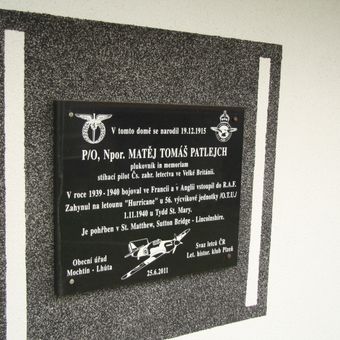 V tomto domě se narodil 19.12.1915
P/O, Npor. MATĚJ TOMÁŠ PATLEJCH
plukovník in memoriam
stíhací pilot Čs. zahr. letectva ve Velké Británii.
V roce 1939 - 1940 bojoval ve Francii a v Anglii vstoupil do R.A.F.
Zahynul na letounu "Hurricane" u 56. výcvikové jednotky /O.T.U./
1.11.1940 u Tydd St. Mary.
Je pohřben v St. Matthew, Sutton Bridge - Lincolnshire.
Obecní úřad
Mochtín - Lhůta
25.6.2011
Svaz letců ČR
Let. histor. klub Plzeň